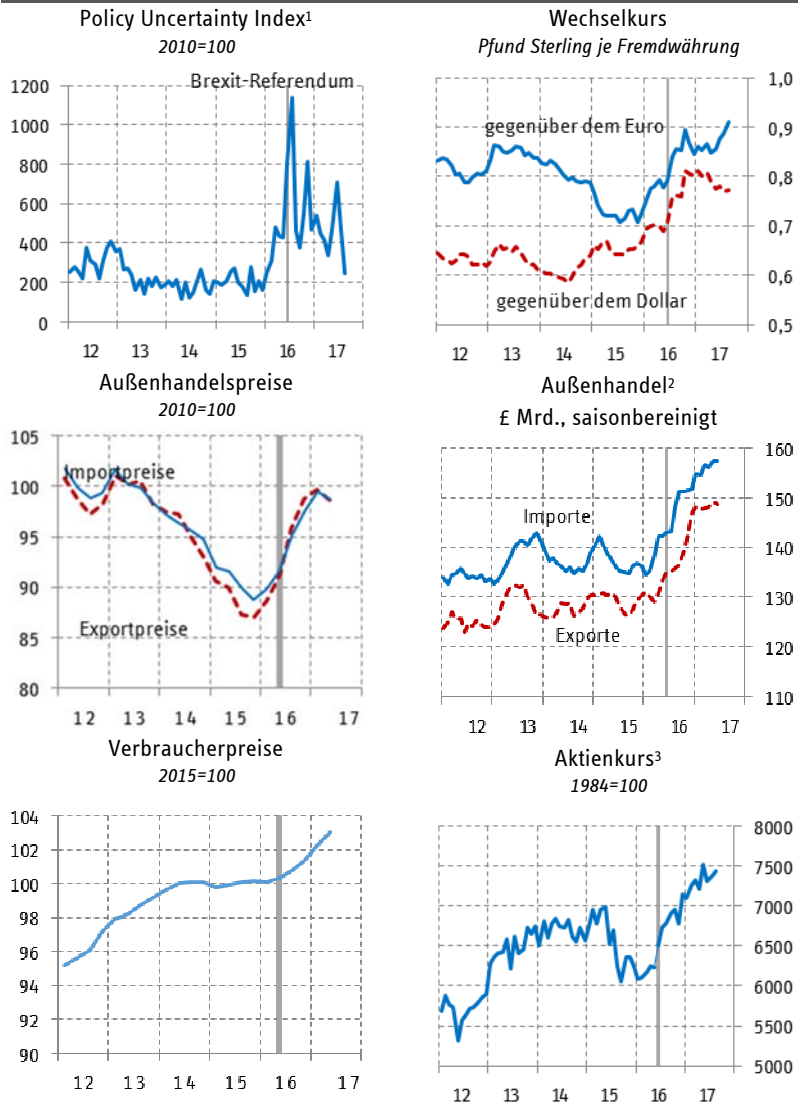 Policy Uncertainty Index¹
2010=100
Brexit-Referendum
1200
1000
800
600
400
200
0
12 13 14 15 16 17
Wechselkurs
Pfund Sterling je Fremdwährung
gegenüber dem Euro
gegenüber dem Dollar
1,0
0,9
0,8
0,7
0,6
0,5
12 13 14 15 16 17
Außenhandelspreise
2010=100
Importpreise
Exportpreise
105
100
95
90
85
80
12 13 14 15 16 17
Außenhandel²
£ Mrd., saisonbereinigt
Importe
Exporte
160
150
140
130
120
110
12 13 14 15 16 17
Verbraucherpreise
2015=100
104
102
100
98
96
94
92
90
12 13 14 15 16 17
Aktienkurs³
1984=100
8000
7500
7000
6500
6000
5500
5000
12 13 14 15 16 17